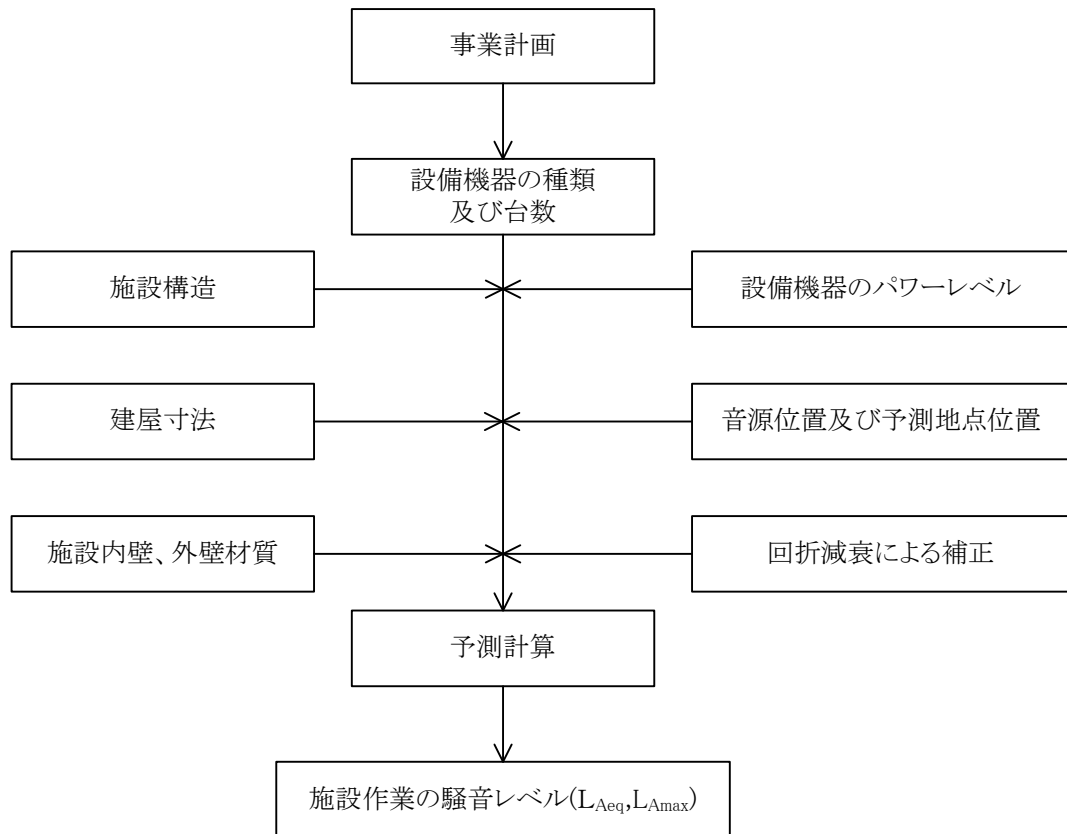 事業計画
設備機器の種類
及び台数
施設構造
設備機器のパワーレベル
建屋寸法
音源位置及び予測地点位置
施設内壁、外壁材質
回折減衰による補正
予測計算
施設作業の騒音レベル(LAeq,LAmax)